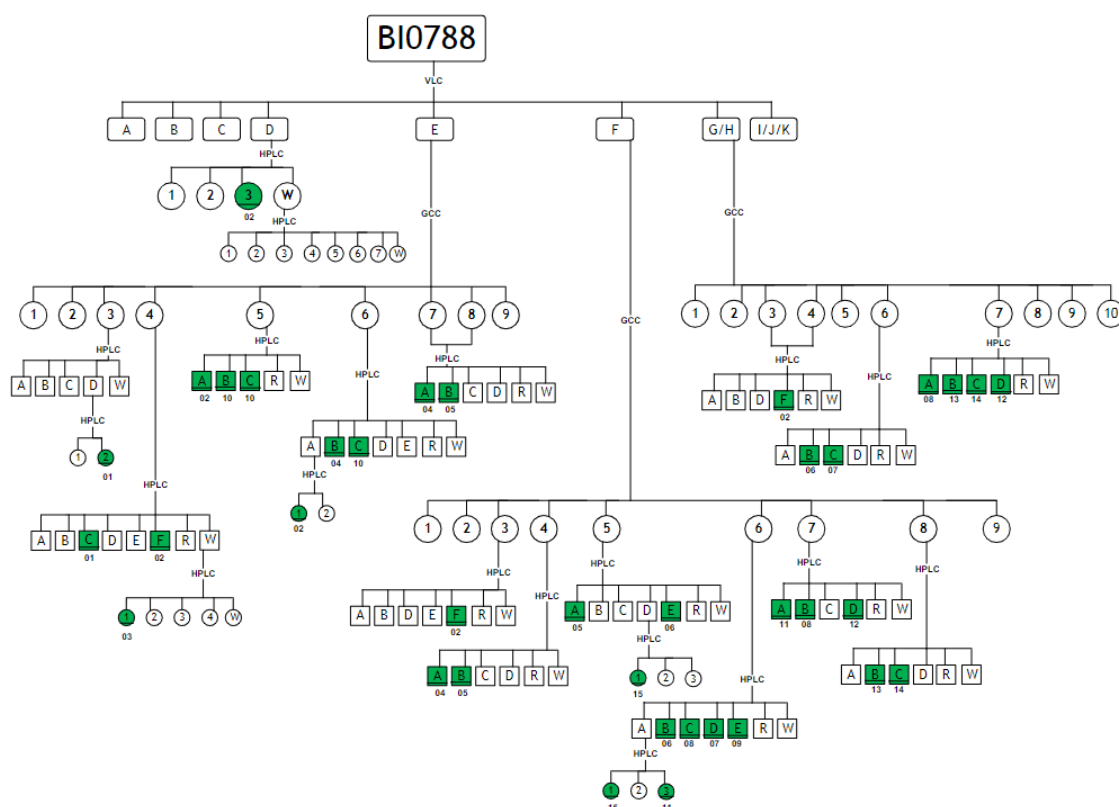 BI0788
VLC
A B C D E F G/H I/J/K
HPLC
1 2 3 W
02
HPLC
GCC
GCC
1 2 3 4 5 6 7 W
1 2 3 4 5 6 7 8 9
1 2 3 4 5 6 7 8 9 10
GCC
HPLC
HPLC
HPLC
HPLC
HPLC
HPLC
HPLC
A B C D W
A B C R W
02 10 10
A B C D R W
04 05
A B D F R W
02
A B C D R W
08 13 14 12
HPLC
1 2
01
A B C D E R W
04 10
HPLC
1 2
02
A B C D R W
06 07
HPLC
A B C D E F R W
01 02
HPLC
1 2 3 4 W
03
1 2 3 4 5 6 7 8 9
HPLC
HPLC
HPLC
HPLC
HPLC
A B D E F R W
02
A B C D E R W
05 06
A B C D R W
11 08 12
HPLC
A B C D R W
04 05
1 2 3
15
A B C D R W
13 14
HPLC
A B C D E R W
06 08 07 09
HPLC
1 2 3